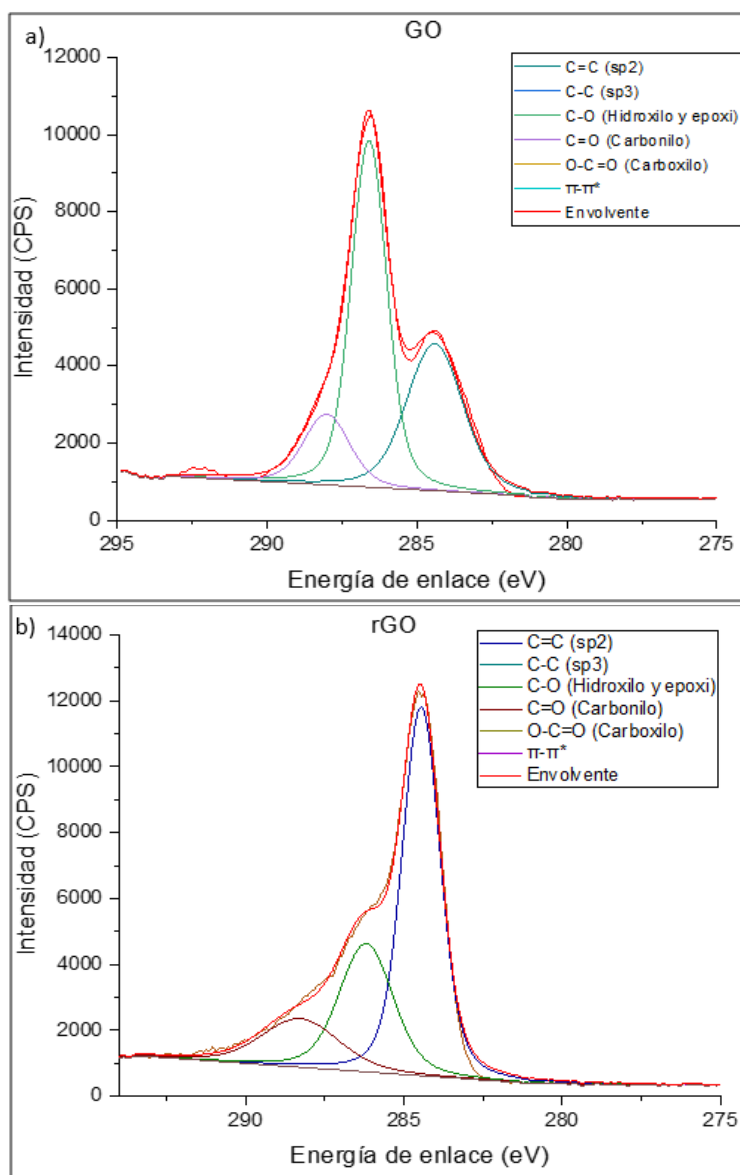 a)
GO
C=C (sp2)
C-C (sp3)
C-O (Hidroxilo y epoxi)
C=O (Carbonilo)
O-C=O (Carboxilo)
π-π*
Envolvente
Intensidad (CPS)
12000
10000
8000
6000
4000
2000
0
295 290 285 280 275
Energía de enlace (eV)
b)
rGO
C=C (sp2)
C-C (sp3)
C-O (Hidroxilo y epoxi)
C=O (Carbonilo)
O-C=O (Carboxilo)
π-π*
Envolvente
Intensidad (CPS)
14000
12000
10000
8000
6000
4000
2000
0
290 285 280 275
Energía de enlace (eV)